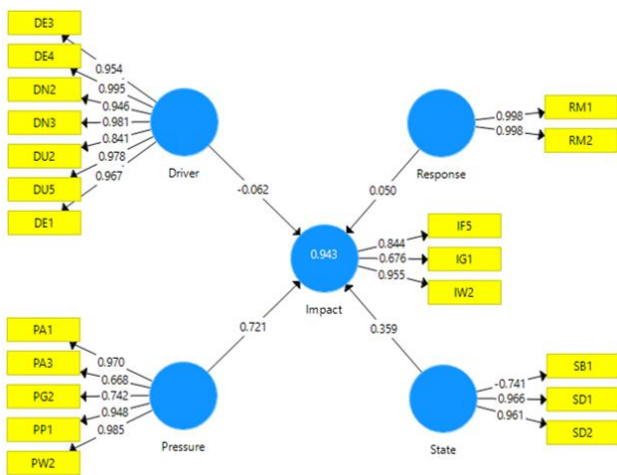 DE3
DE4
DN2
DN3
DU2
DU5
DE1
0.954
0.995
0.946
0.981
0.841
0.978
0.967
Driver
-0.062
RM1
RM2
0.998
0.998
Response
0.050
0.943
Impact
IF5
IG1
IW2
0.844
0.676
0.955
0.721
0.359
PA1
PA3
PG2
PP1
PW2
0.970
0.668
0.742
0.948
0.985
Pressure
SB1
SD1
SD2
-0.741
0.966
0.961
State